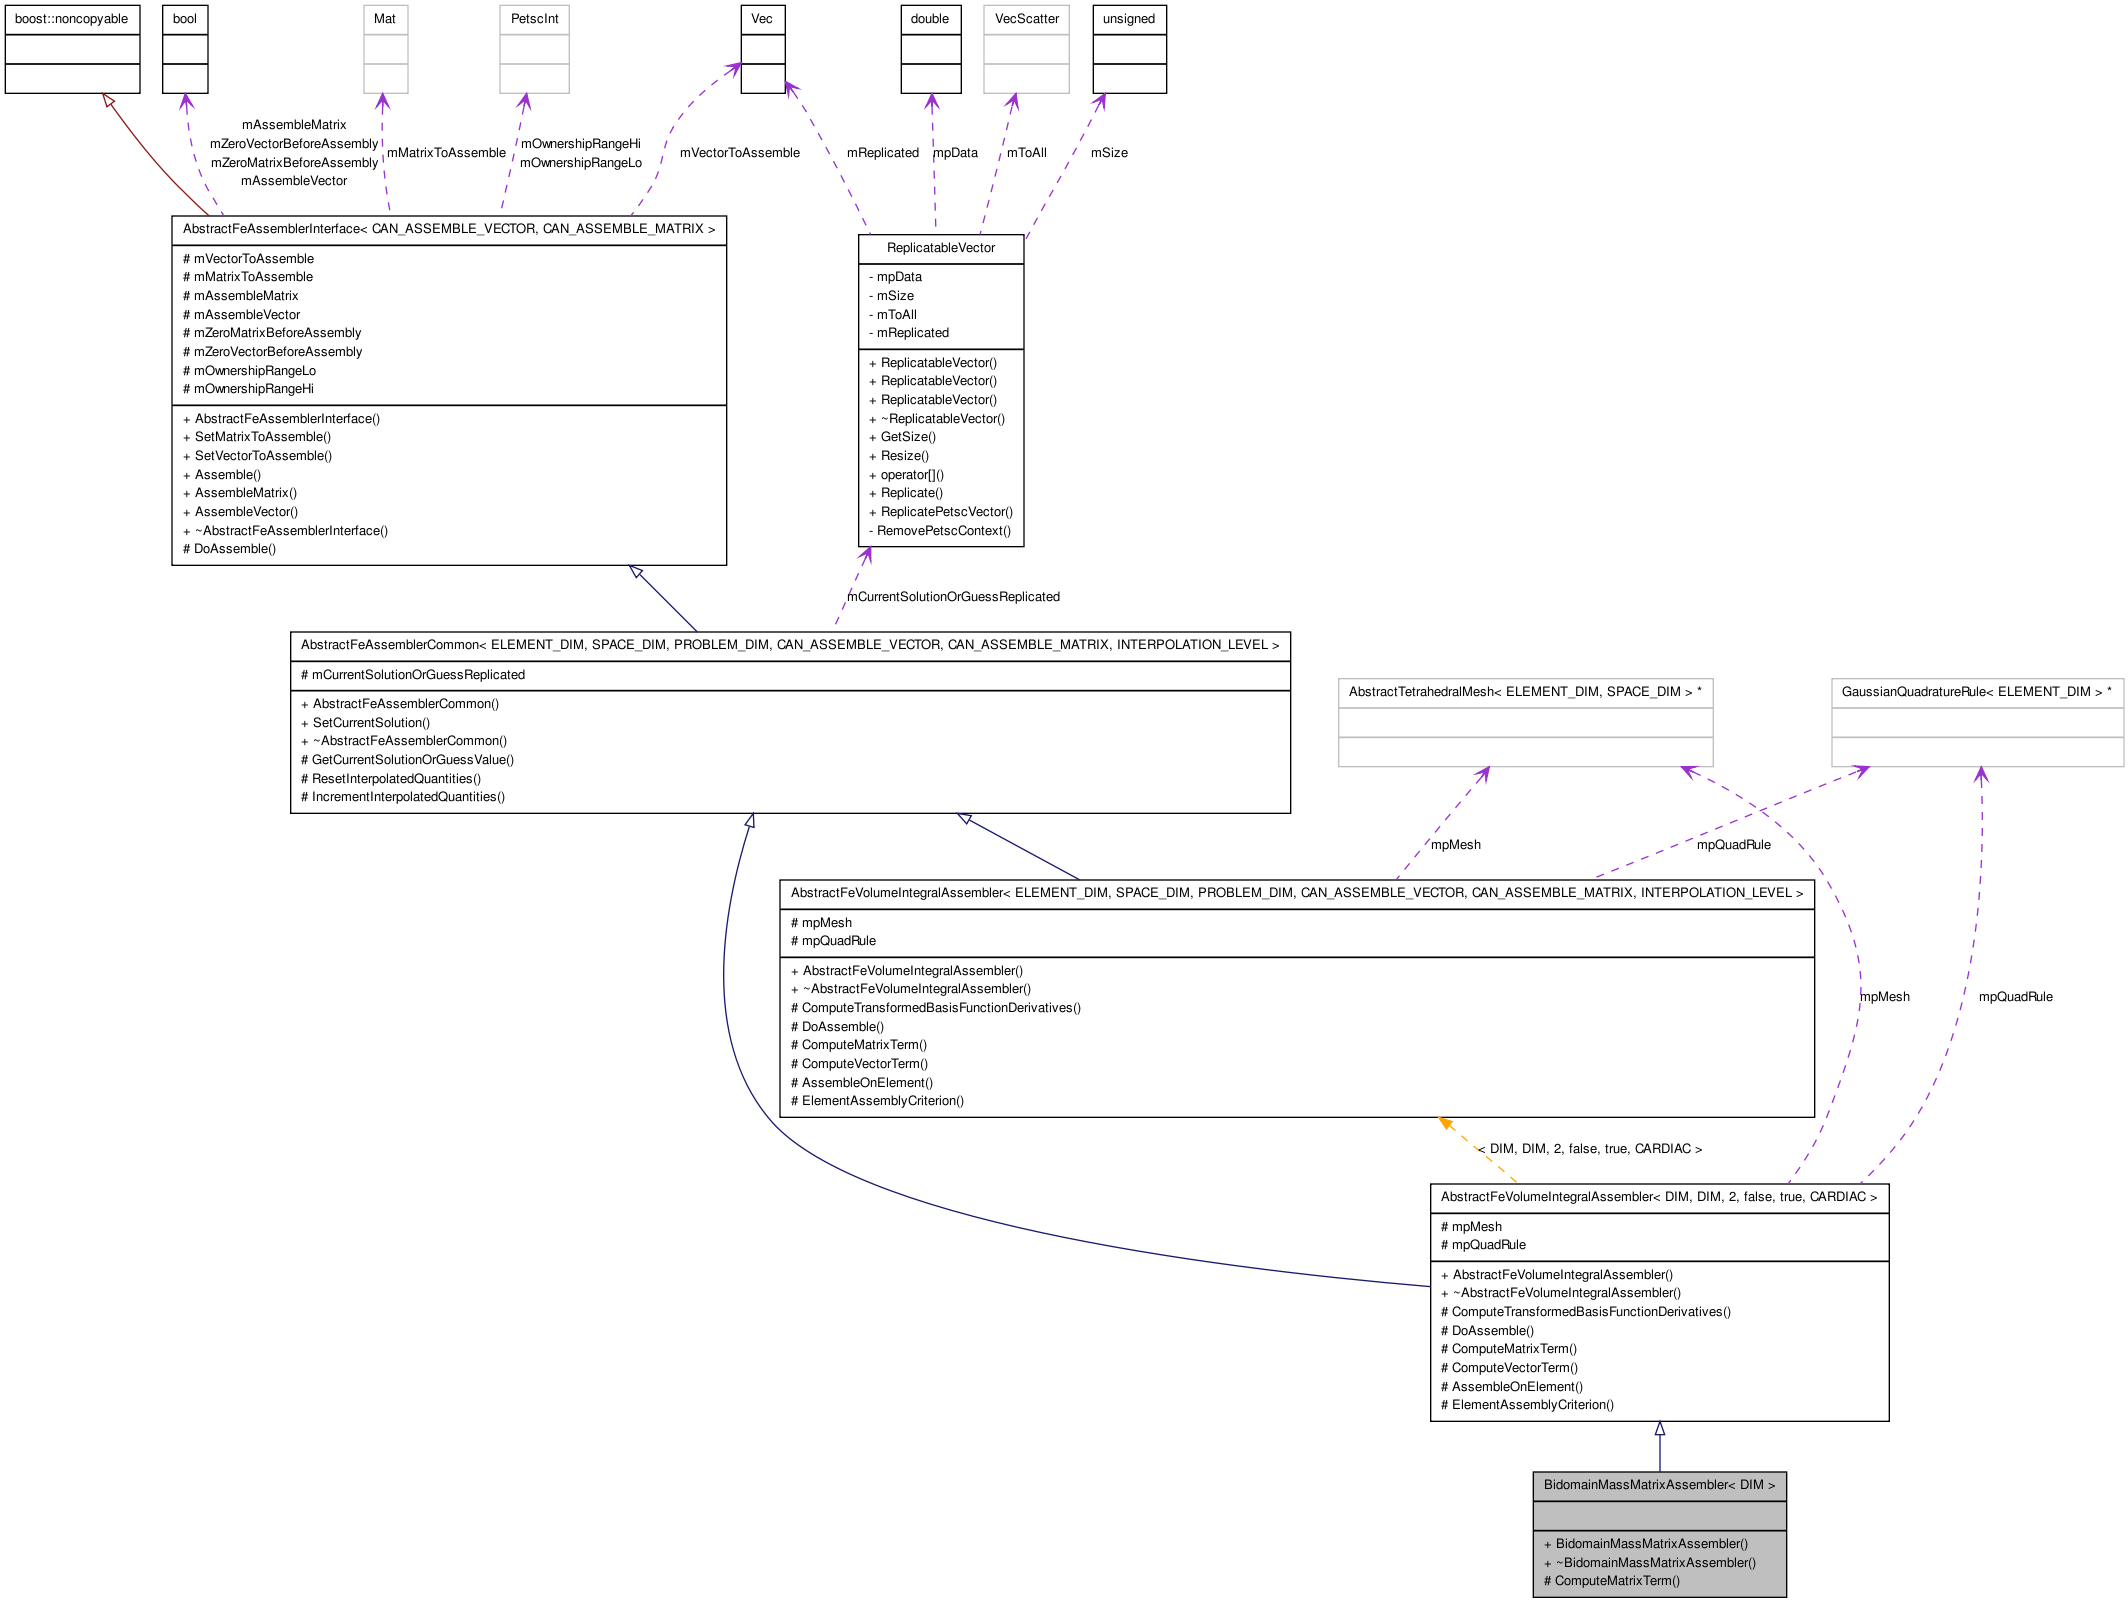 boost::noncopyable
bool
Mat
PetscInt
Vec
double
VecScatter
unsigned
mAssembleMatrix
mZeroVectorBeforeAssembly
mZeroMatrixBeforeAssembly
mAssembleVector
mMatrixToAssemble
mOwnershipRangeHi
mOwnershipRangeLo
mVectorToAssemble
mReplicated
mpData
mToAll
mSize
AbstractFeAssemblerInterface< CAN_ASSEMBLE_VECTOR, CAN_ASSEMBLE_MATRIX >
# mVectorToAssemble
# mMatrixToAssemble
# mAssembleMatrix
# mAssembleVector
# mZeroMatrixBeforeAssembly
# mZeroVectorBeforeAssembly
# mOwnershipRangeLo
# mOwnershipRangeHi
+ AbstractFeAssemblerInterface()
+ SetMatrixToAssemble()
+ SetVectorToAssemble()
+ Assemble()
+ AssembleMatrix()
+ AssembleVector()
+ ~AbstractFeAssemblerInterface()
# DoAssemble()
ReplicatableVector
- mpData
- mSize
- mToAll
- mReplicated
+ ReplicatableVector()
+ ReplicatableVector()
+ ReplicatableVector()
+ ~ReplicatableVector()
+ GetSize()
+ Resize()
+ operator[]()
+ Replicate()
+ ReplicatePetscVector()
- RemovePetscContext()
mCurrentSolutionOrGuessReplicated
AbstractFeAssemblerCommon< ELEMENT_DIM, SPACE_DIM, PROBLEM_DIM, CAN_ASSEMBLE_VECTOR, CAN_ASSEMBLE_MATRIX, INTERPOLATION_LEVEL >
# mCurrentSolutionOrGuessReplicated
+ AbstractFeAssemblerCommon()
+ SetCurrentSolution()
+ ~AbstractFeAssemblerCommon()
# GetCurrentSolutionOrGuessValue()
# ResetInterpolatedQuantities()
# IncrementInterpolatedQuantities()
AbstractTetrahedralMesh< ELEMENT_DIM, SPACE_DIM > *
GaussianQuadratureRule< ELEMENT_DIM > *
mpMesh
mpQuadRule
AbstractFeVolumeIntegralAssembler< ELEMENT_DIM, SPACE_DIM, PROBLEM_DIM, CAN_ASSEMBLE_VECTOR, CAN_ASSEMBLE_MATRIX, INTERPOLATION_LEVEL >
# mpMesh
# mpQuadRule
+ AbstractFeVolumeIntegralAssembler()
+ ~AbstractFeVolumeIntegralAssembler()
# ComputeTransformedBasisFunctionDerivatives()
# DoAssemble()
# ComputeMatrixTerm()
# ComputeVectorTerm()
# AssembleOnElement()
# ElementAssemblyCriterion()
mpMesh
mpQuadRule
< DIM, DIM, 2, false, true, CARDIAC >
AbstractFeVolumeIntegralAssembler< DIM, DIM, 2, false, true, CARDIAC >
# mpMesh
# mpQuadRule
+ AbstractFeVolumeIntegralAssembler()
+ ~AbstractFeVolumeIntegralAssembler()
# ComputeTransformedBasisFunctionDerivatives()
# DoAssemble()
# ComputeMatrixTerm()
# ComputeVectorTerm()
# AssembleOnElement()
# ElementAssemblyCriterion()
BidomainMassMatrixAssembler< DIM >
+ BidomainMassMatrixAssembler()
+ ~BidomainMassMatrixAssembler()
# ComputeMatrixTerm()